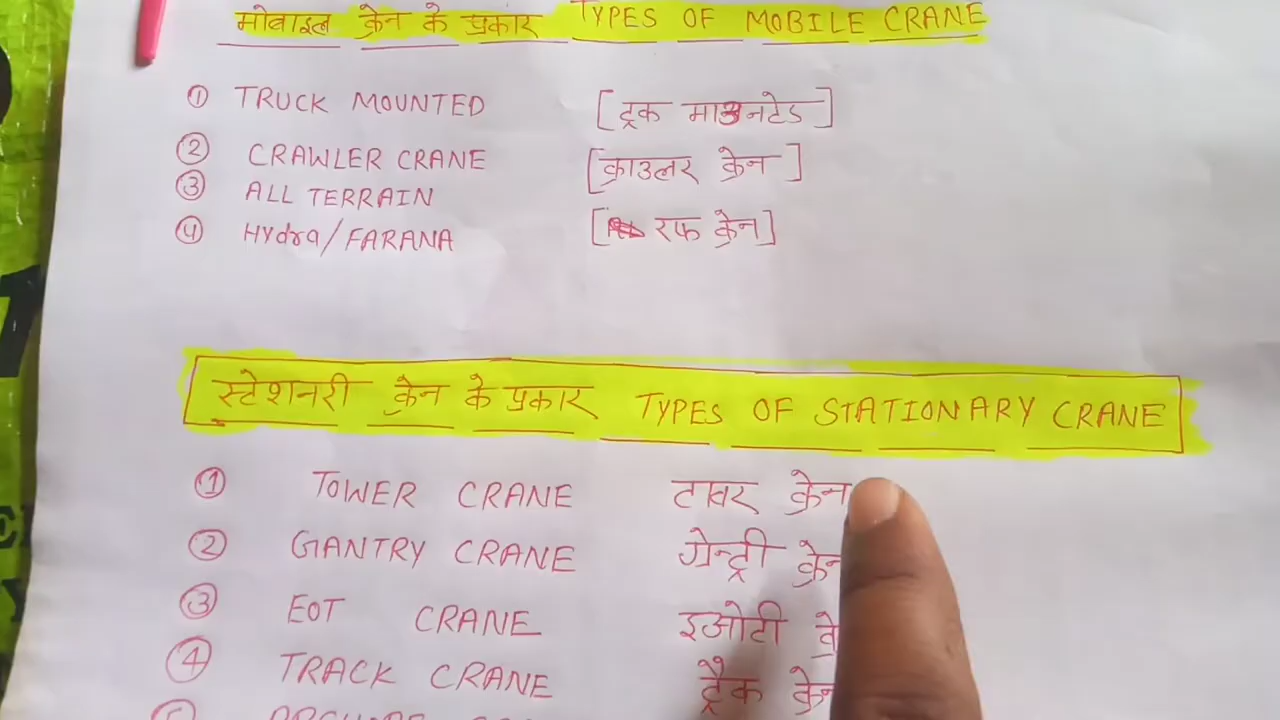 मोबाइल क्रेन के प्रकार TYPES OF MOBILE CRANE
① TRUCK MOUNTED [ट्रक माउनटेड]
② CRAWLER CRANE [क्राउलर क्रेन]
③ ALL TERRAIN
④ Hydra/FARANA [रफ क्रेन]
स्टेशनरी क्रेन के प्रकार TYPES OF STATIONARY CRANE
① TOWER CRANE टावर क्रेन
② GANTRY CRANE गेन्ट्री क्रेन
③ EOT CRANE इओटी
④ TRACK CRANE ट्रैक क्रेन